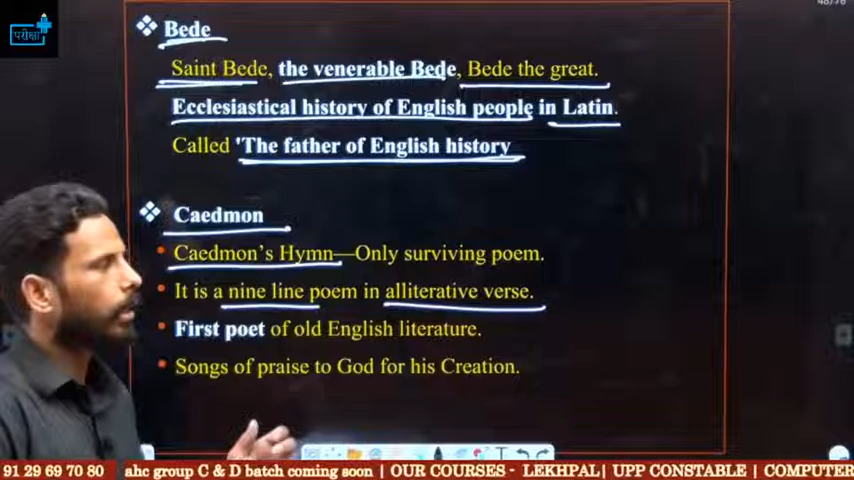 48/76
परीक्षा
Bede
Saint Bede, the venerable Bede, Bede the great.
Ecclesiastical history of English people in Latin.
Called 'The father of English history
Caedmon
Caedmon's Hymn—Only surviving poem.
It is a nine line poem in alliterative verse.
First poet of old English literature.
Songs of praise to God for his Creation.
91 29 69 70 80 ahc group C & D batch coming soon | OUR COURSES - LEKHPAL| UPP CONSTABLE | COMPUTER